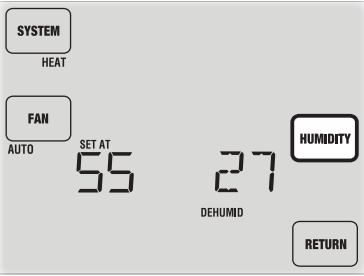 SYSTEM
HEAT
FAN
AUTO
SET AT
55 27
HUMIDITY
DEHUMID
RETURN